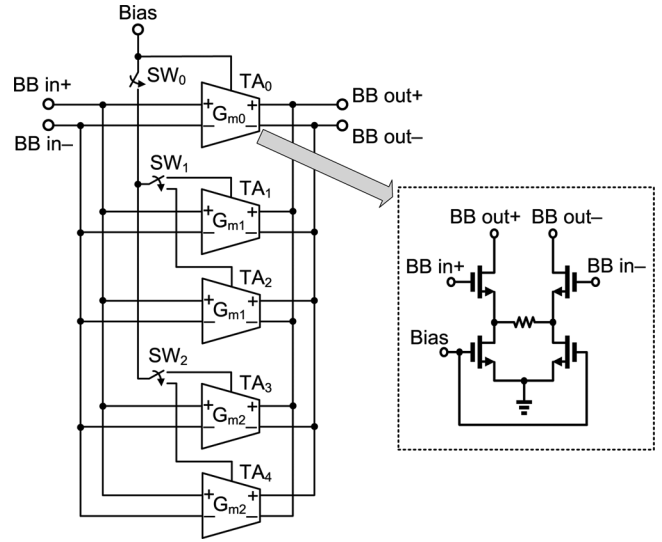 Bias
SW0
TA0
BB in+
BB in–
+
–
Gm0
+
–
BB out+
BB out–
SW1
TA1
+
–
Gm1
+
–
TA2
+
–
Gm1
+
–
SW2
TA3
+
–
Gm2
+
–
TA4
+
–
Gm2
+
–
BB out+ BB out–
BB in+
BB in–
Bias